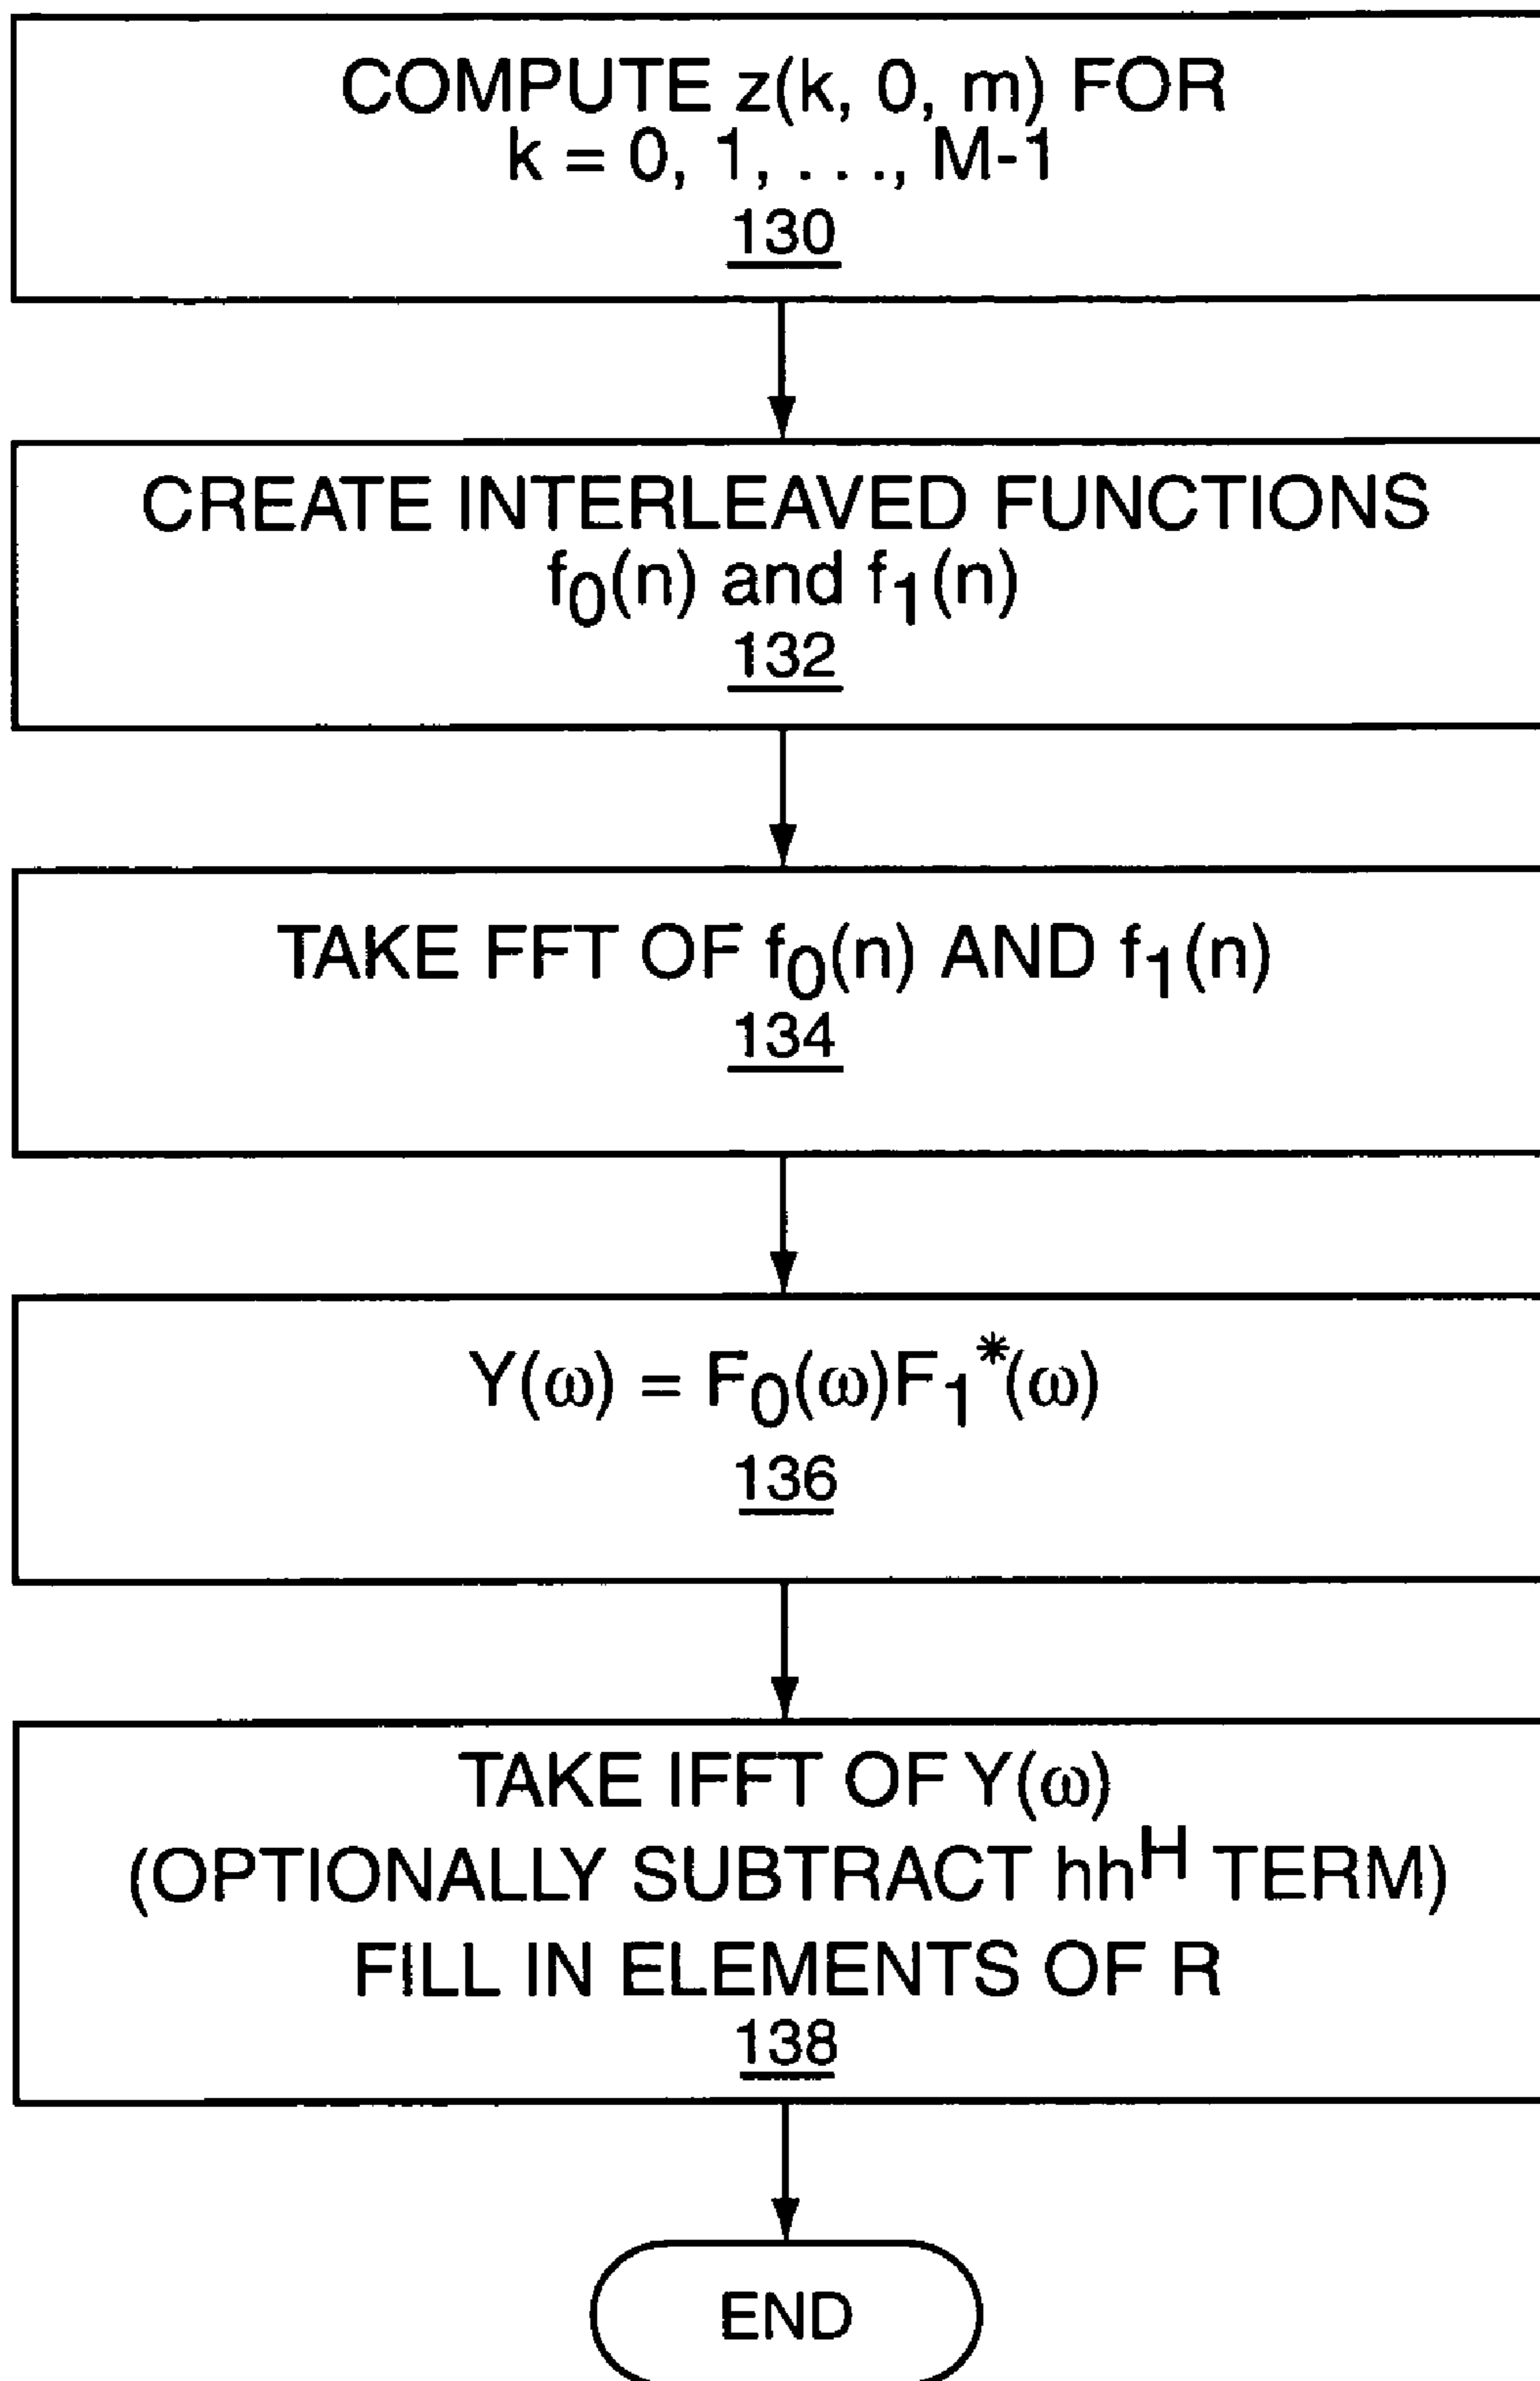 COMPUTE z(k, 0, m) FOR
k = 0, 1, . . ., M-1
130
CREATE INTERLEAVED FUNCTIONS
f₀(n) and f₁(n)
132
TAKE FFT OF f₀(n) AND f₁(n)
134
Y(ω) = F₀(ω)F₁*(ω)
136
TAKE IFFT OF Y(ω)
(OPTIONALLY SUBTRACT hhᴴ TERM)
FILL IN ELEMENTS OF R
138
END